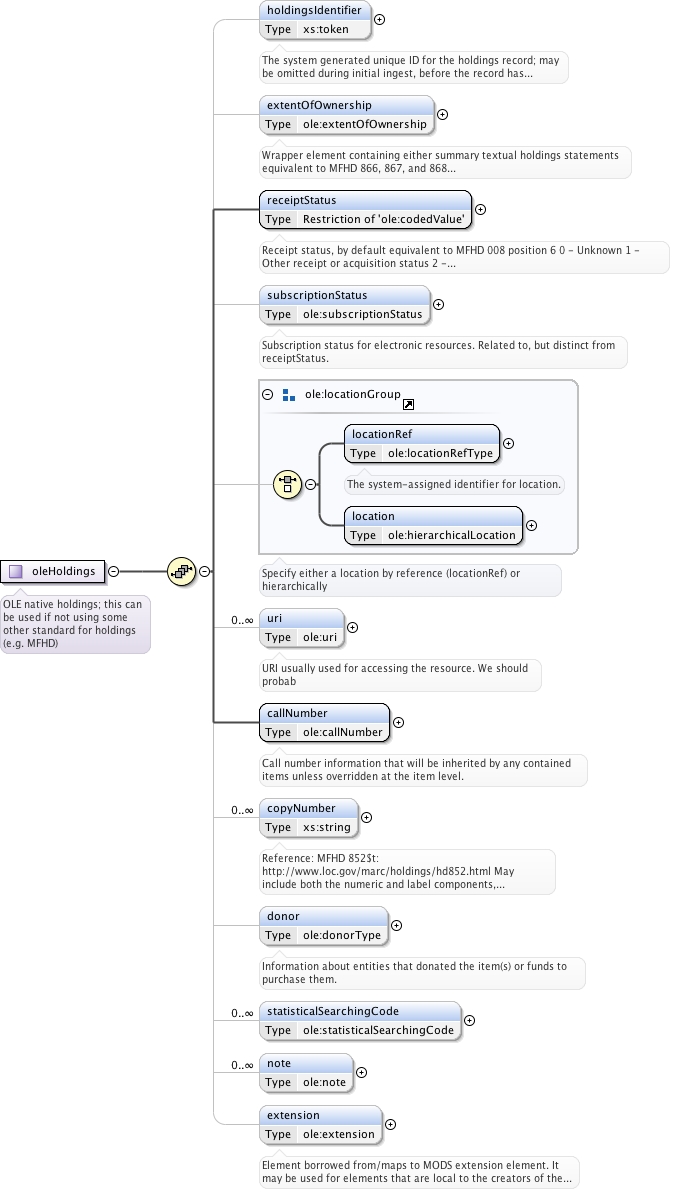 holdingsIdentifier
Type xs:token
The system generated unique ID for the holdings record; may
be omitted during initial ingest, before the record has...
extentOfOwnership
Type ole:extentOfOwnership
Wrapper element containing either summary textual holdings statements
equivalent to MFHD 866, 867, and 868...
receiptStatus
Type Restriction of 'ole:codedValue'
Receipt status, by default equivalent to MFHD 008 position 6 0 - Unknown 1 -
Other receipt or acquisition status 2 -...
subscriptionStatus
Type ole:subscriptionStatus
Subscription status for electronic resources. Related to, but distinct from
receiptStatus.
ole:locationGroup
locationRef
Type ole:locationRefType
The system-assigned identifier for location.
location
Type ole:hierarchicalLocation
Specify either a location by reference (locationRef) or
hierarchically
oleHoldings
OLE native holdings; this can
be used if not using some
other standard for holdings
(e.g. MFHD)
0..∞
uri
Type ole:uri
URI usually used for accessing the resource. We should
probab
callNumber
Type ole:callNumber
Call number information that will be inherited by any contained
items unless overridden at the item level.
0..∞
copyNumber
Type xs:string
Reference: MFHD 852$t:
http://www.loc.gov/marc/holdings/hd852.html May
include both the numeric and label components,...
donor
Type ole:donorType
Information about entities that donated the item(s) or funds to
purchase them.
0..∞
statisticalSearchingCode
Type ole:statisticalSearchingCode
0..∞
note
Type ole:note
extension
Type ole:extension
Element borrowed from/maps to MODS extension element. It
may be used for elements that are local to the creators of the...